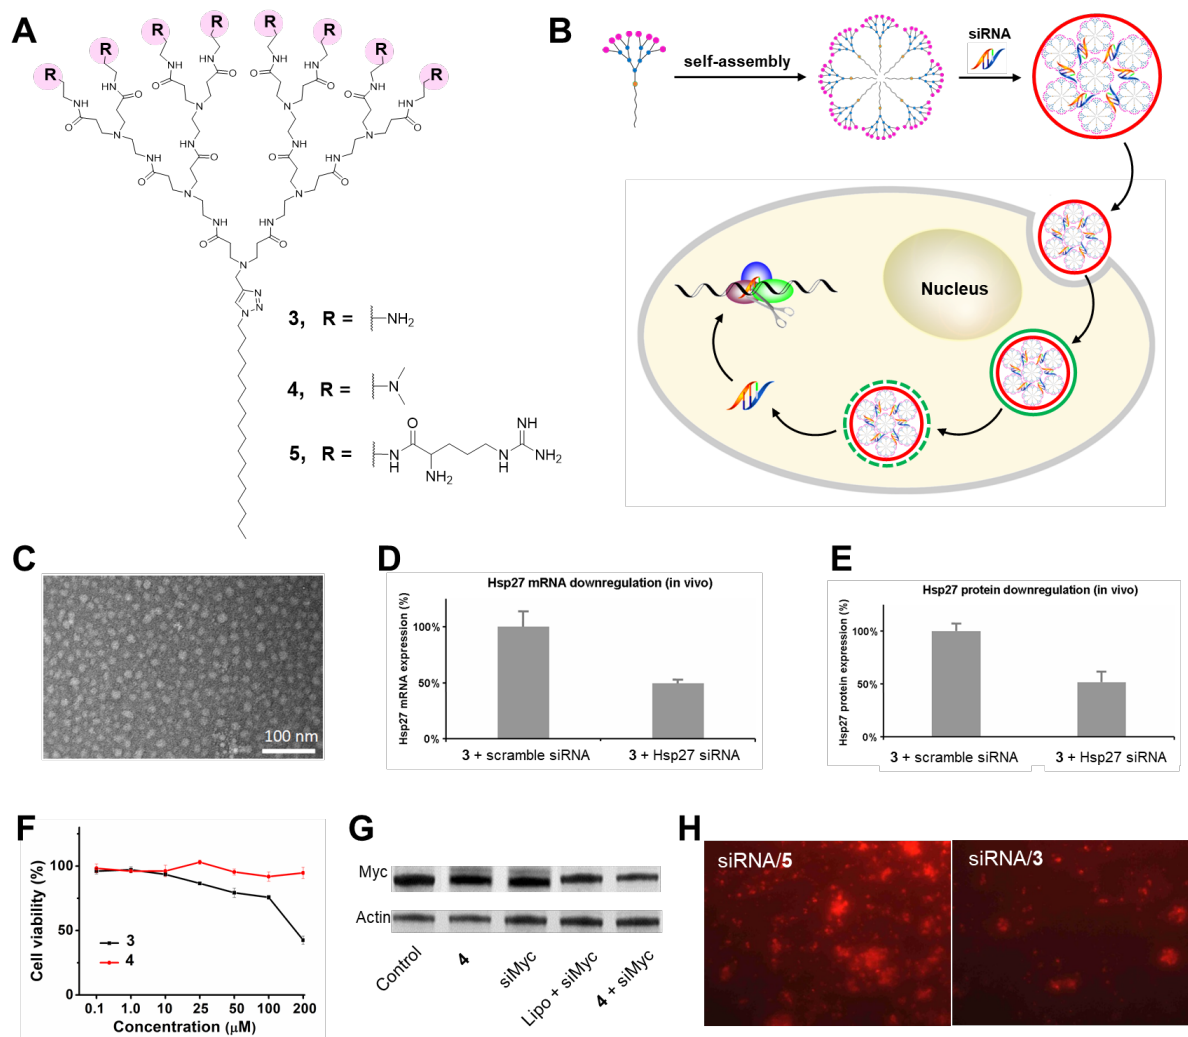 A
R
R
R
R
R
R
R
R
3, R = NH2
4, R = N
5, R = N H O NH2 N H NH NH2
B
self-assembly
siRNA
Nucleus
C
100 nm
D
Hsp27 mRNA downregulation (in vivo)
Hsp27 mRNA expression (%)
100%
50%
0%
3 + scramble siRNA
3 + Hsp27 siRNA
E
Hsp27 protein downregulation (in vivo)
Hsp27 protein expression (%)
100%
50%
0%
3 + scramble siRNA
3 + Hsp27 siRNA
F
Cell viability (%)
100
50
0
3
4
0.1 1.0 10 25 50 100 200
Concentration (μM)
G
Myc
Actin
Control
4
siMyc
Lipo + siMyc
4 + siMyc
H
siRNA/5
siRNA/3